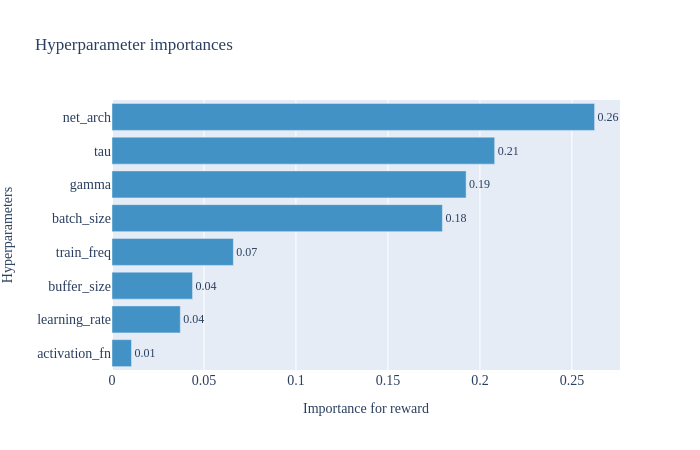 Hyperparameter importances
Hyperparameters
net_arch 0.26
tau 0.21
gamma 0.19
batch_size 0.18
train_freq 0.07
buffer_size 0.04
learning_rate 0.04
activation_fn 0.01
0 0.05 0.1 0.15 0.2 0.25
Importance for reward